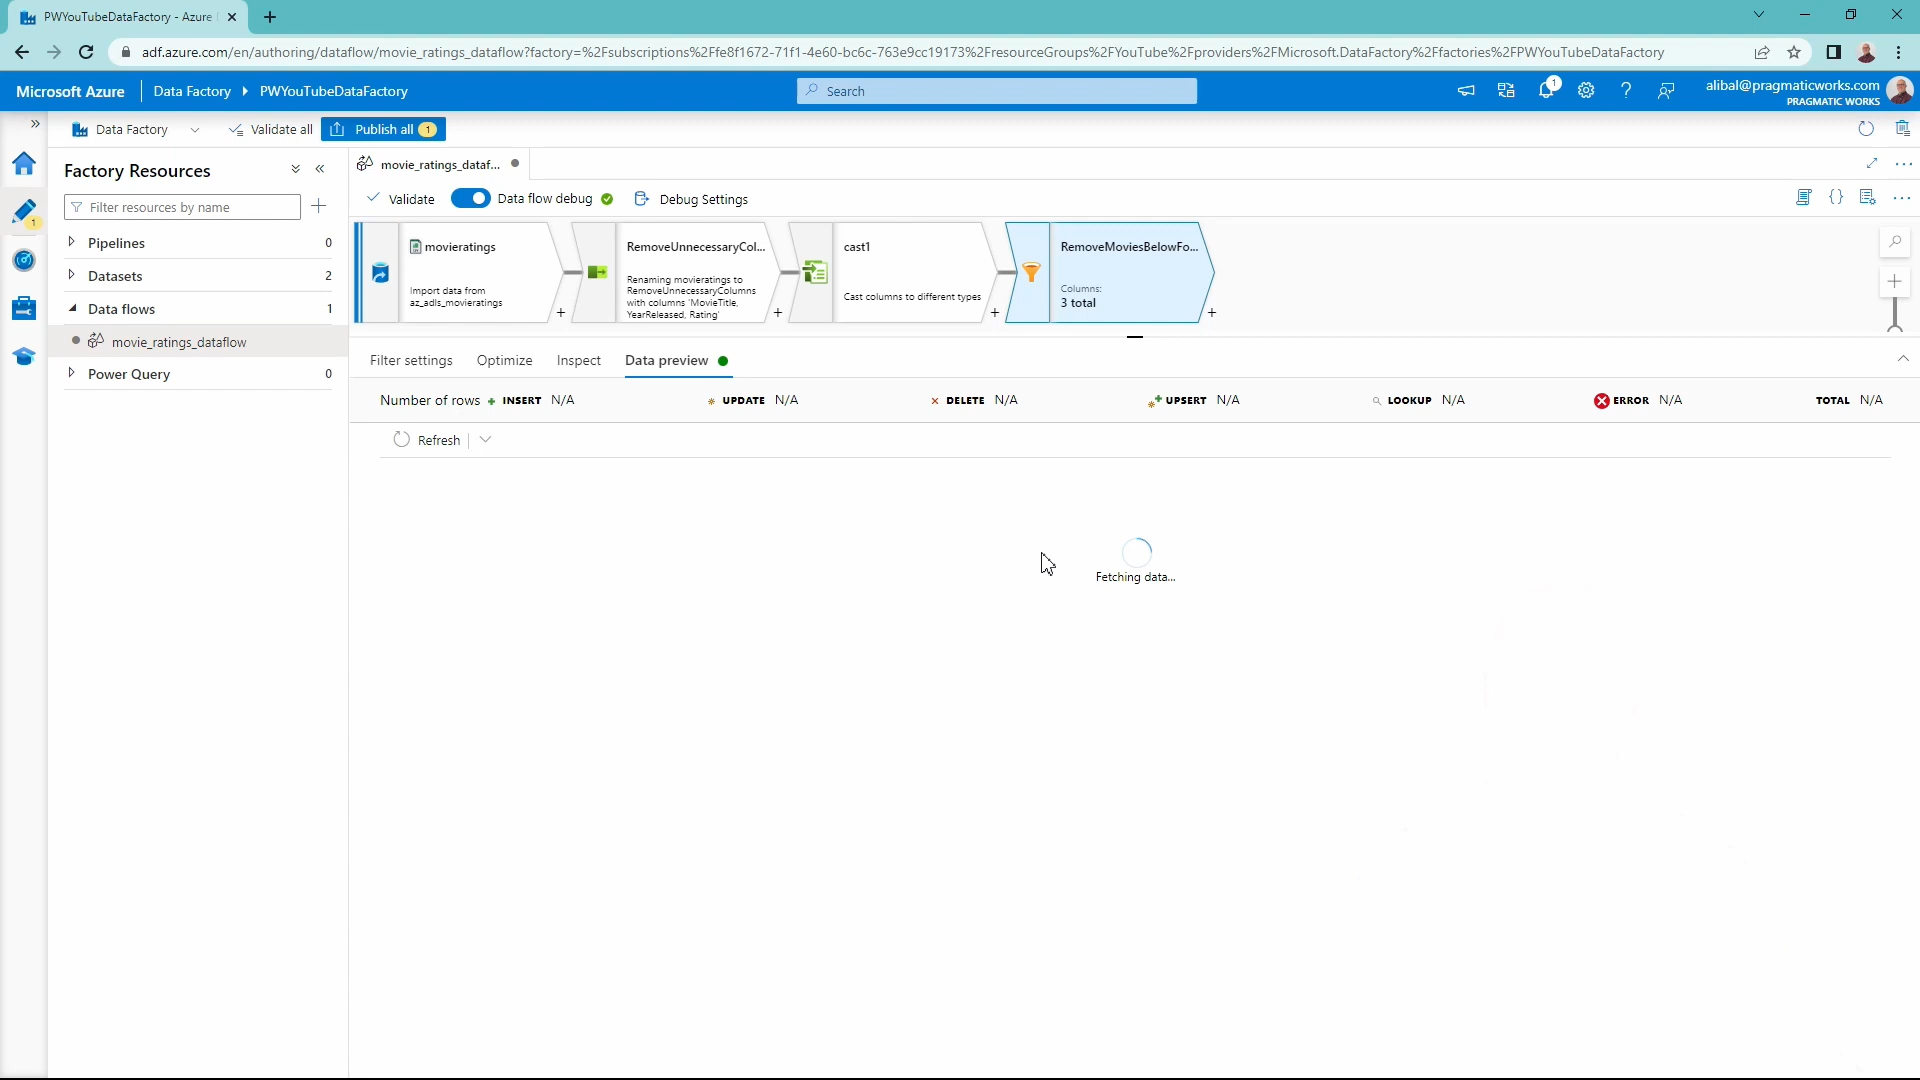 PWYouTubeDataFactory - Azure
adf.azure.com/en/authoring/dataflow/movie_ratings_dataflow?factory=%2Fsubscriptions%2Ffe8f1672-71f1-4e60-bc6c-763e9cc19173%2FresourceGroups%2FYouTube%2Fproviders%2FMicrosoft.DataFactory%2Ffactories%2FPWYouTubeDataFactory
Microsoft Azure
Data Factory
PWYouTubeDataFactory
Search
1
alibal@pragmaticworks.com
PRAGMATIC WORKS
Data Factory
Validate all
Publish all
1
Factory Resources
movie_ratings_dataf...
Filter resources by name
1
Validate
Data flow debug
Debug Settings
Pipelines
0
Datasets
2
Data flows
1
movie_ratings_dataflow
Power Query
0
movieratings
Import data from
az_adls_movieratings
+
RemoveUnnecessaryCol...
Renaming movieratings to
RemoveUnnecessaryColumns
with columns 'MovieTitle,
YearReleased, Rating'
+
cast1
Cast columns to different types
+
RemoveMoviesBelowFo...
Columns:
3 total
+
Filter settings
Optimize
Inspect
Data preview
Number of rows
INSERT N/A
UPDATE N/A
DELETE N/A
UPSERT N/A
LOOKUP N/A
ERROR N/A
TOTAL N/A
Refresh
Fetching data...